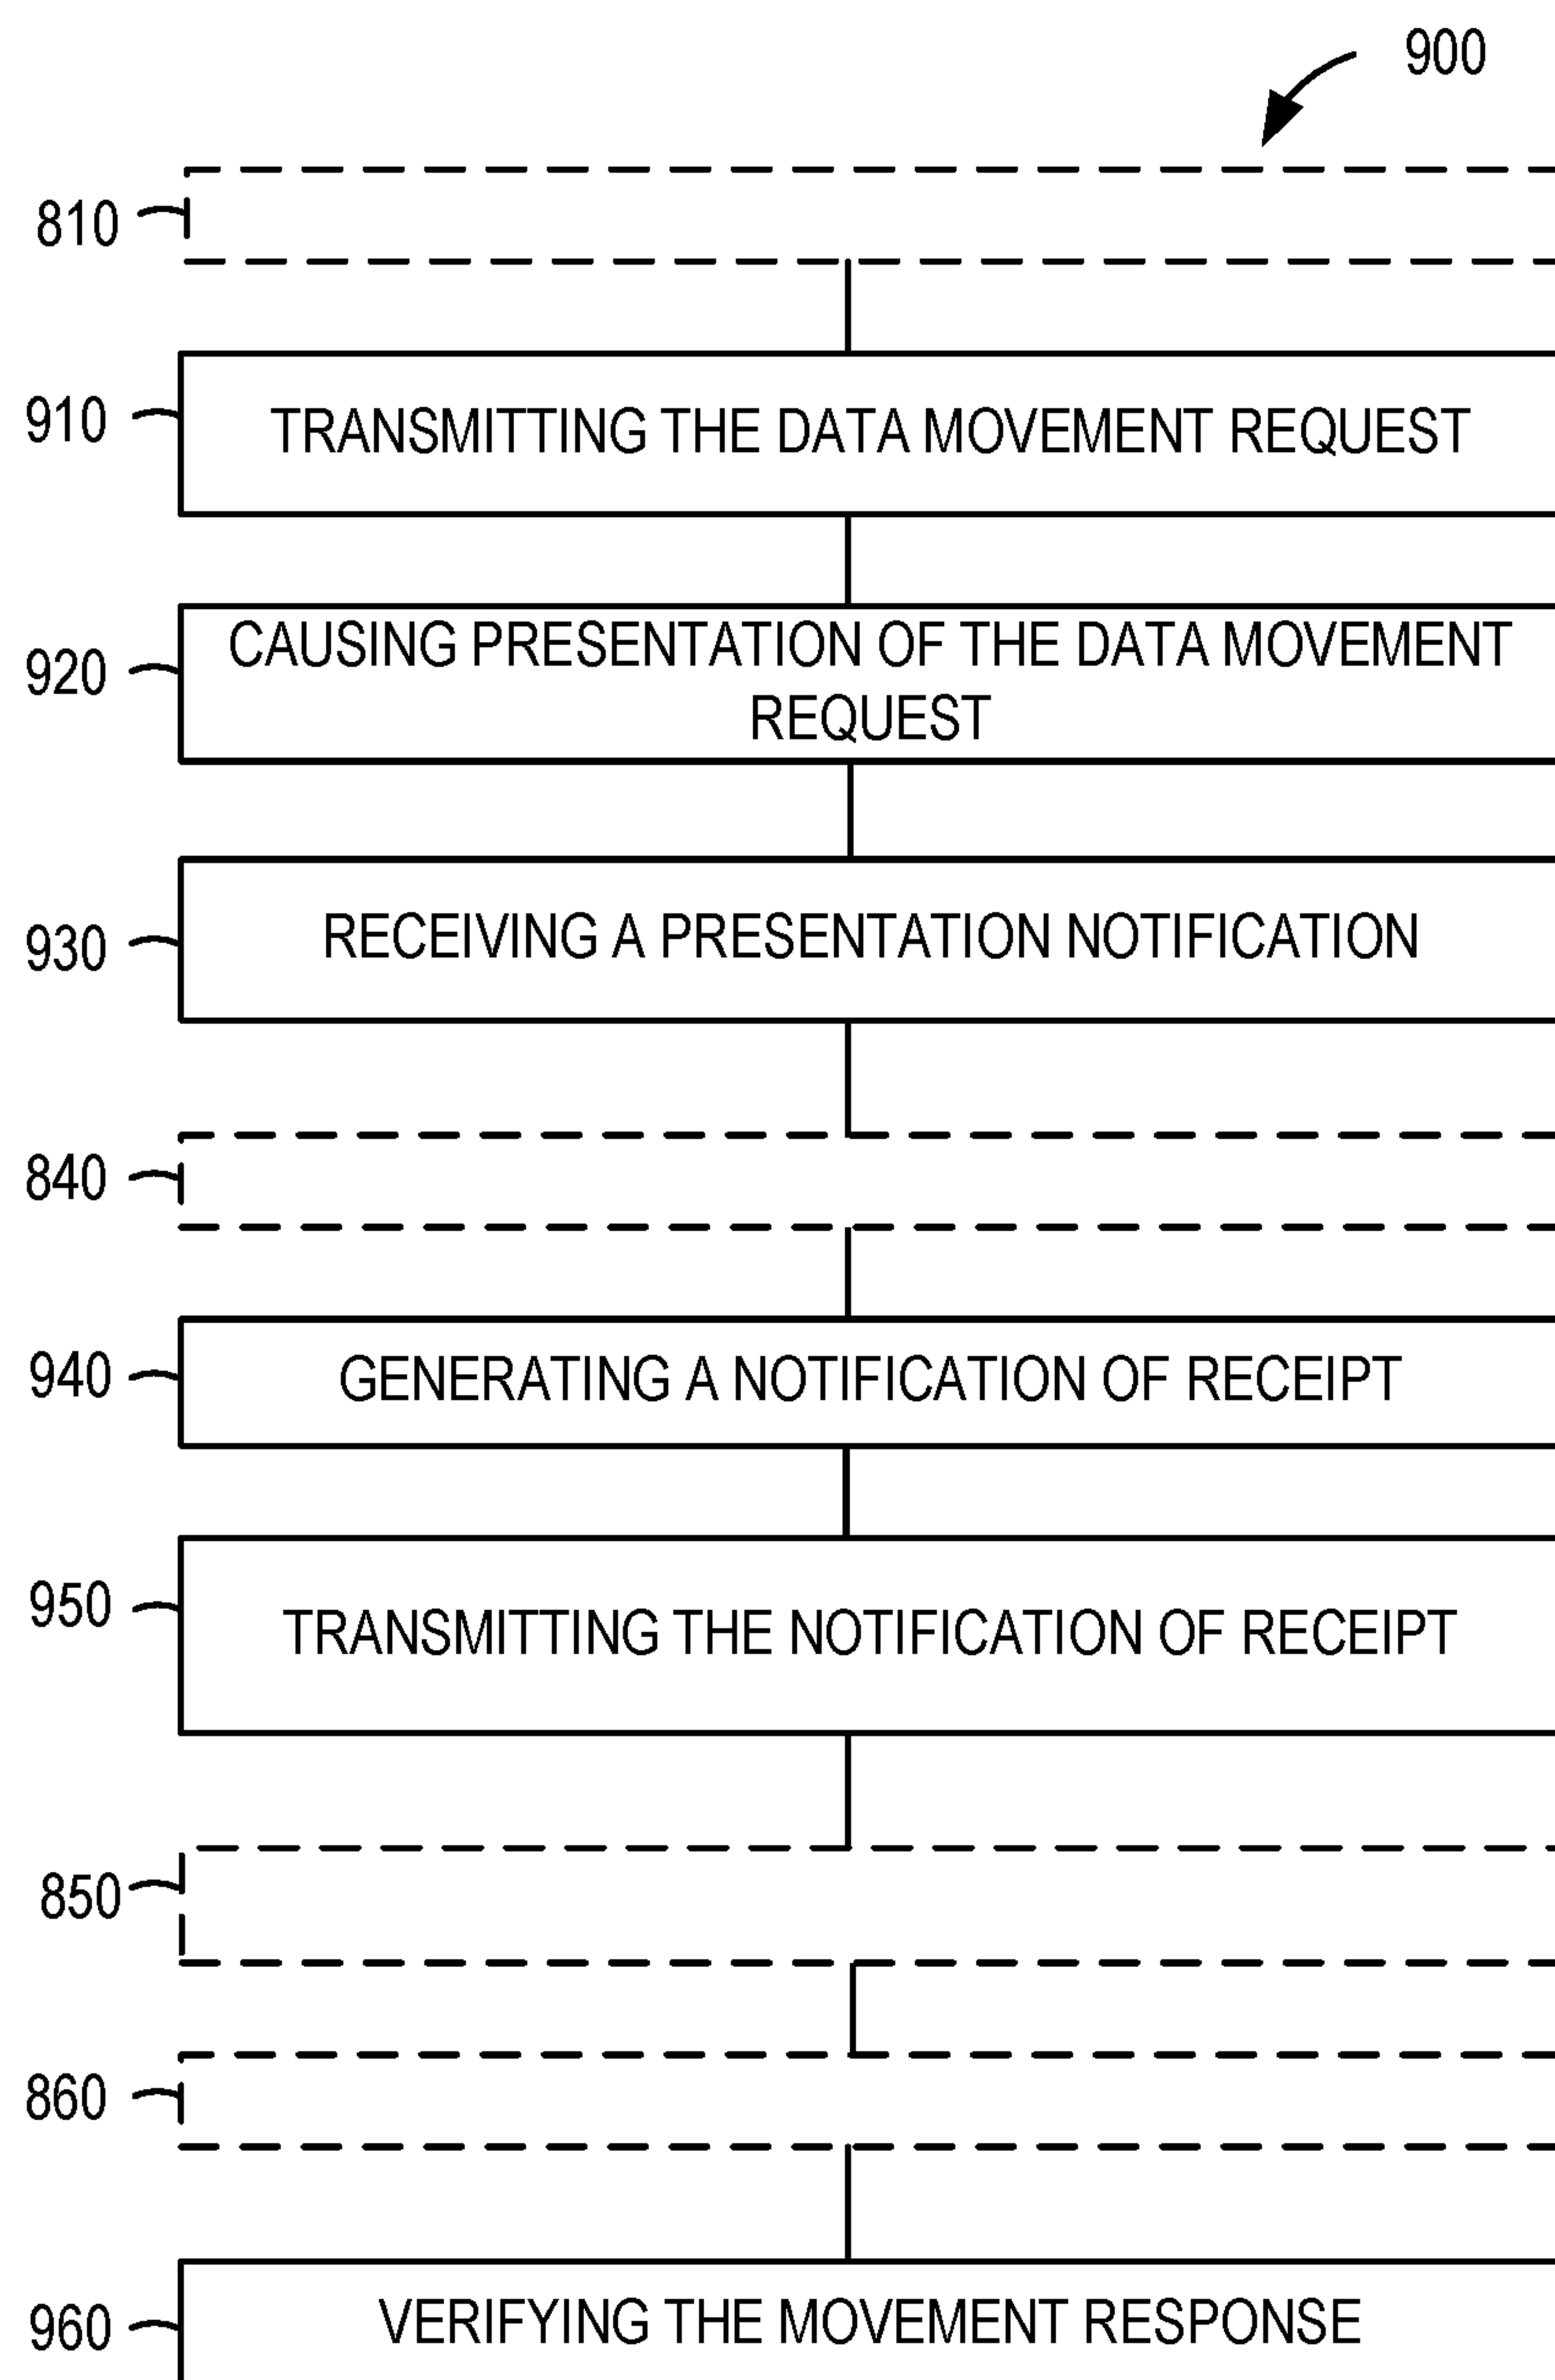 900
810
910
TRANSMITTING THE DATA MOVEMENT REQUEST
920
CAUSING PRESENTATION OF THE DATA MOVEMENT
REQUEST
930
RECEIVING A PRESENTATION NOTIFICATION
840
940
GENERATING A NOTIFICATION OF RECEIPT
950
TRANSMITTING THE NOTIFICATION OF RECEIPT
850
860
960
VERIFYING THE MOVEMENT RESPONSE